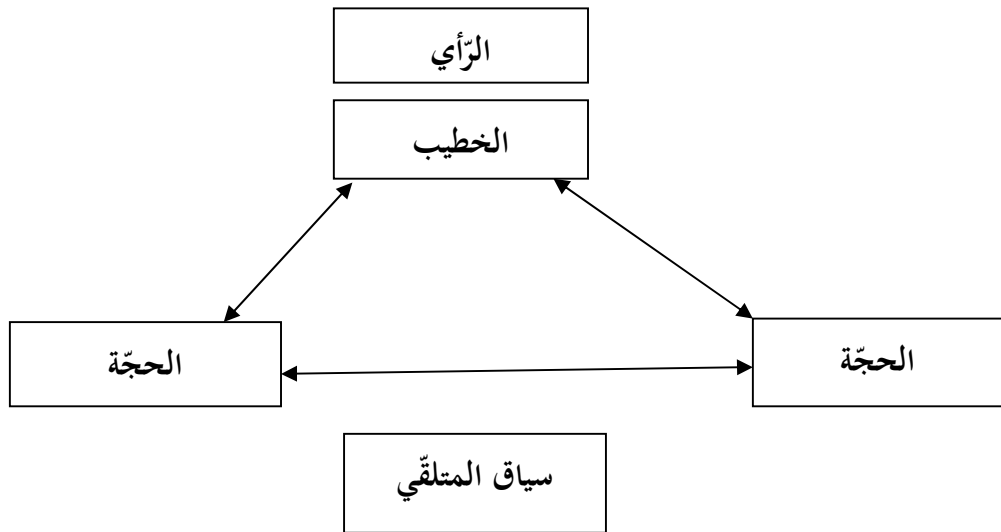 الرّأي
الخطيب
الحجّة
الحجّة
سياق المتلقّي